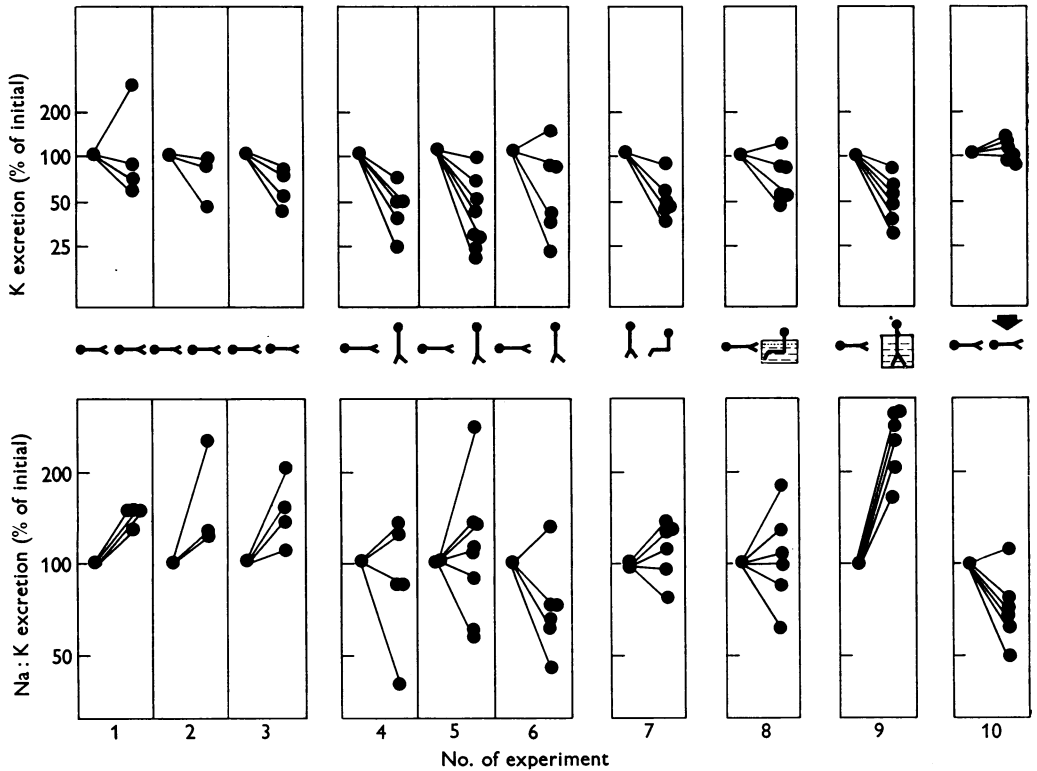 K excretion (% of initial)
200
100
50
25
Na : K excretion (% of initial)
200
100
50
1 2 3 4 5 6 7 8 9 10
No. of experiment